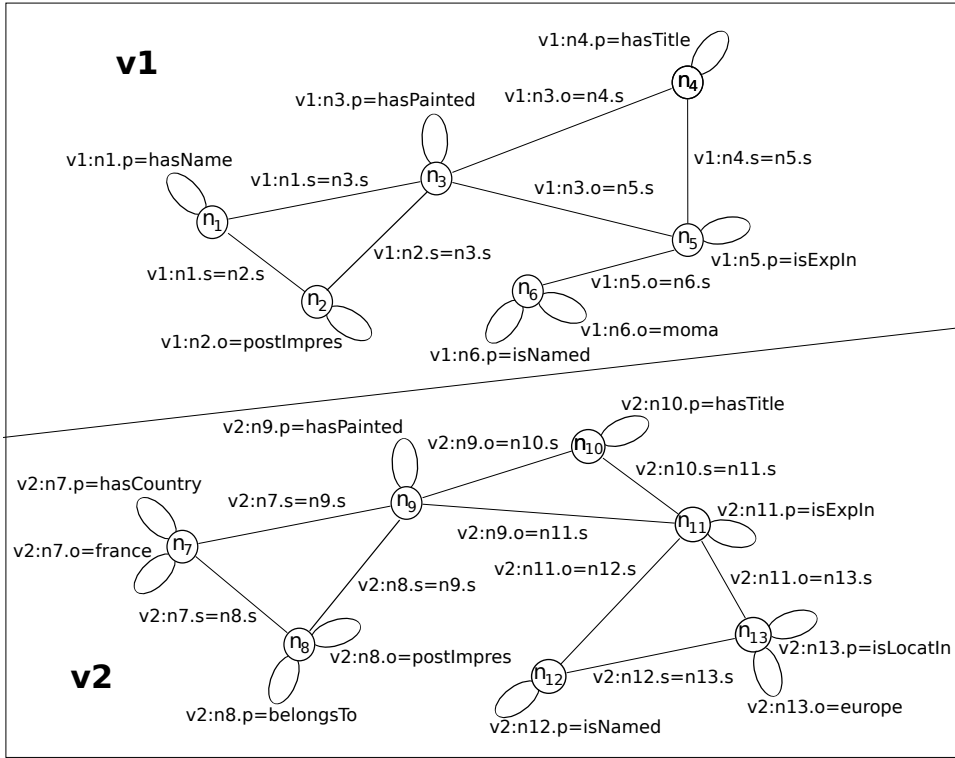 v1
v1:n4.p=hasTitle
n4
v1:n3.p=hasPainted
v1:n3.o=n4.s
v1:n1.p=hasName
v1:n4.s=n5.s
v1:n1.s=n3.s
n3
v1:n3.o=n5.s
n1
v1:n2.s=n3.s
n5
v1:n5.p=isExpIn
v1:n1.s=n2.s
v1:n5.o=n6.s
n2
n6
v1:n2.o=postImpres
v1:n6.o=moma
v1:n6.p=isNamed
v2:n10.p=hasTitle
v2:n9.p=hasPainted
v2:n9.o=n10.s
n10
v2:n10.s=n11.s
v2:n7.p=hasCountry
v2:n7.s=n9.s
n9
v2:n11.p=isExpIn
n11
v2:n9.o=n11.s
v2:n7.o=france
n7
v2:n11.o=n12.s
v2:n11.o=n13.s
v2:n8.s=n9.s
v2:n7.s=n8.s
n13
n8
v2:n8.o=postImpres
v2:n13.p=isLocatIn
v2
n12
v2:n12.s=n13.s
v2:n13.o=europe
v2:n8.p=belongsTo
v2:n12.p=isNamed